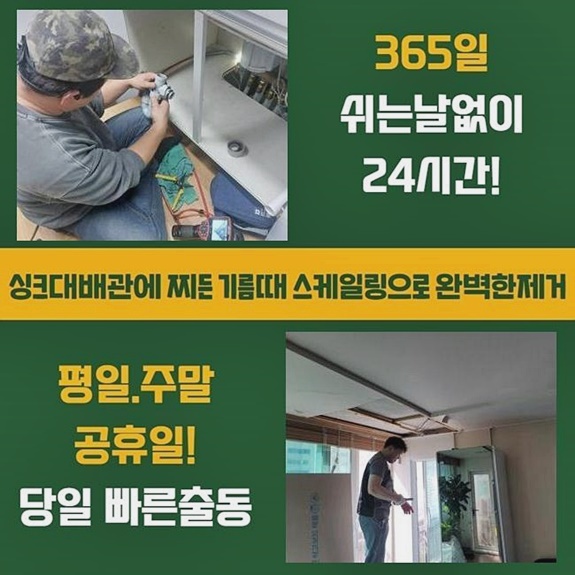 365일
쉬는날없이
24시간!
싱크대배관에 찌든 기름때 스케일링으로 완벽한제거
평일.주말
공휴일!
당일 빠른출동